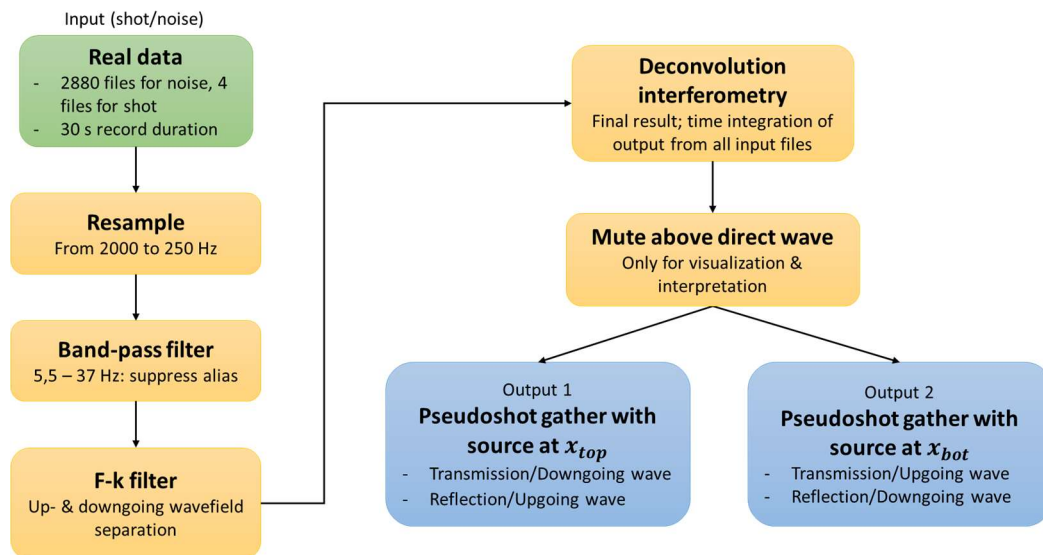 Input (shot/noise)
Real data
- 2880 files for noise, 4
files for shot
- 30 s record duration
Resample
From 2000 to 250 Hz
Band-pass filter
5,5 – 37 Hz: suppress alias
F-k filter
Up- & downgoing wavefield
separation
Deconvolution
interferometry
Final result; time integration of
output from all input files
Mute above direct wave
Only for visualization &
interpretation
Output 1
Pseudoshot gather with
source at x_top
- Transmission/Downgoing wave
- Reflection/Upgoing wave
Output 2
Pseudoshot gather with
source at x_bot
- Transmission/Upgoing wave
- Reflection/Downgoing wave